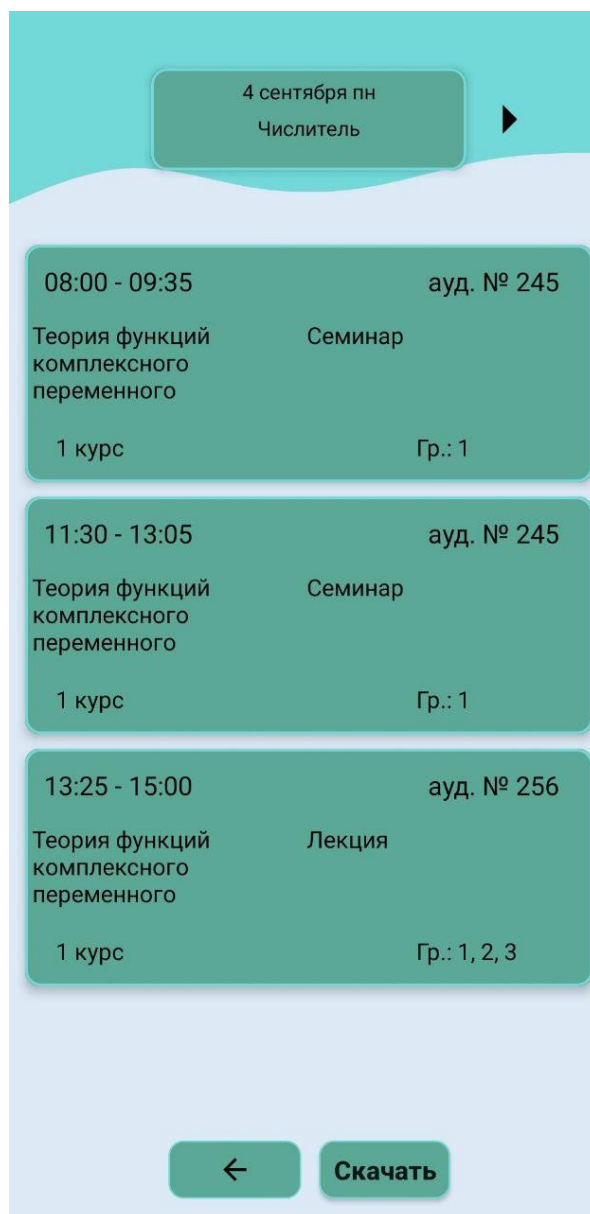 4 сентября пн
Числитель
08:00 - 09:35 ауд. № 245
Теория функций Семинар
комплексного
переменного
1 курс Гр.: 1
11:30 - 13:05 ауд. № 245
Теория функций Семинар
комплексного
переменного
1 курс Гр.: 1
13:25 - 15:00 ауд. № 256
Теория функций Лекция
комплексного
переменного
1 курс Гр.: 1, 2, 3
Скачать